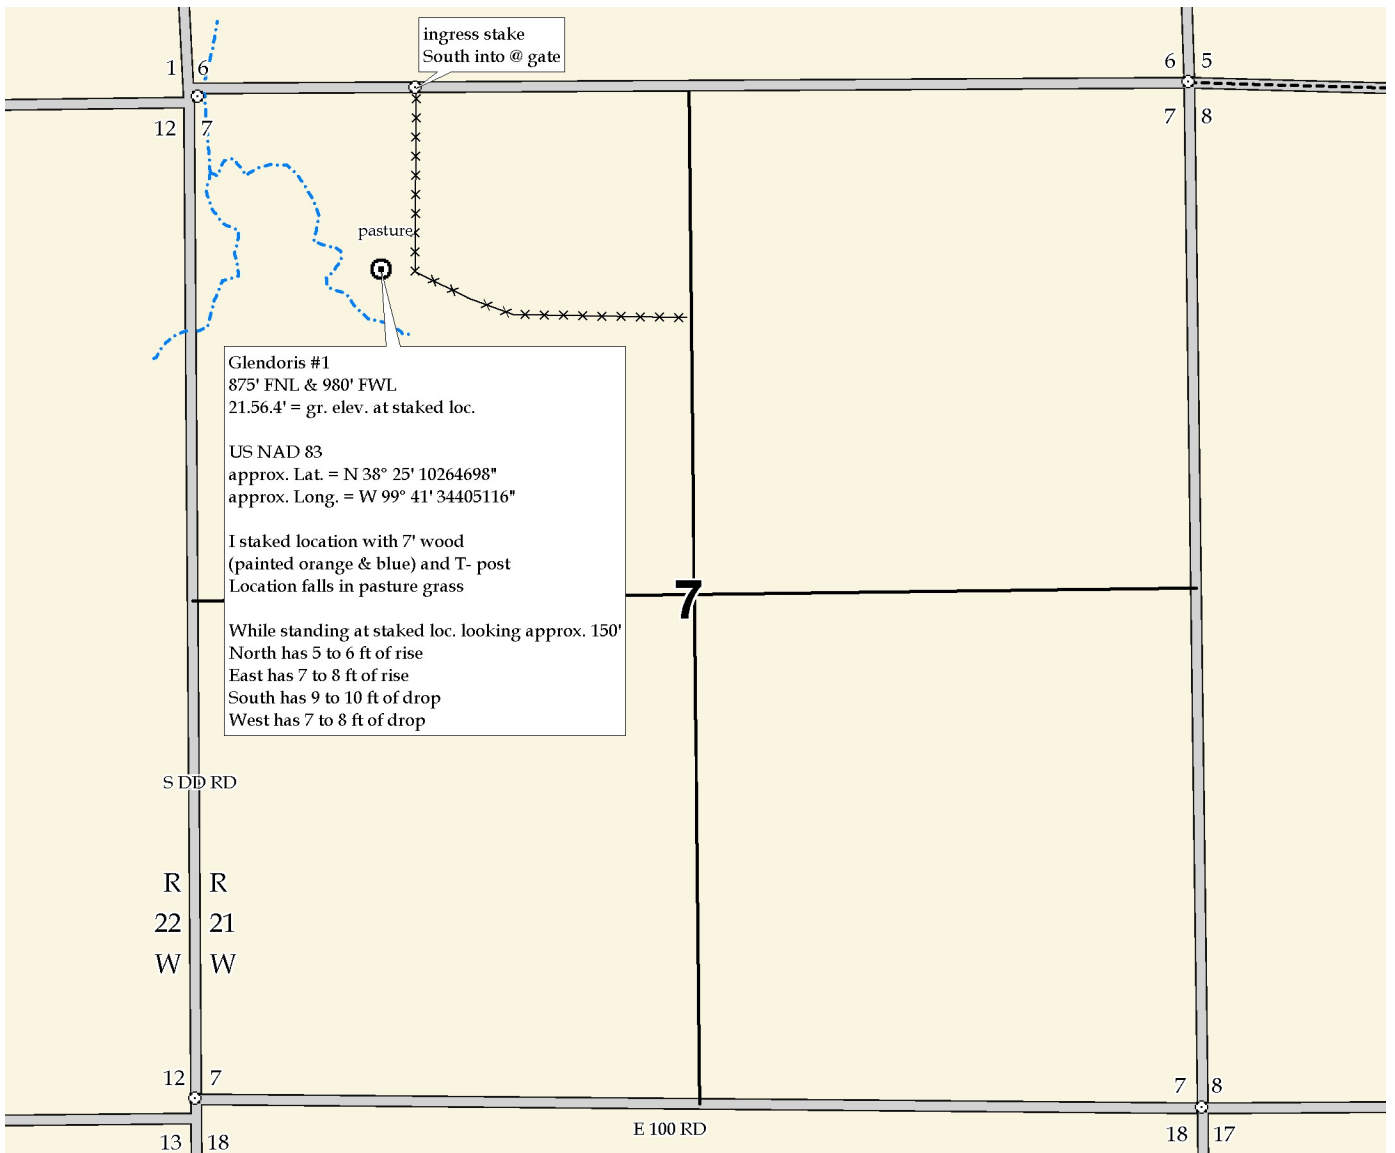 ingress stake
South into @ gate
1 6
6 5
12 7
7 8
pasture
Glendoris #1
875' FNL & 980' FWL
21.56.4' = gr. elev. at staked loc.
US NAD 83
approx. Lat. = N 38° 25' 10264698"
approx. Long. = W 99° 41' 34405116"
I staked location with 7' wood
(painted orange & blue) and T- post
Location falls in pasture grass
While standing at staked loc. looking approx. 150'
North has 5 to 6 ft of rise
East has 7 to 8 ft of rise
South has 9 to 10 ft of drop
West has 7 to 8 ft of drop
7
S DD RD
R R
22 21
W W
12 7
7 8
E 100 RD
13 18
18 17